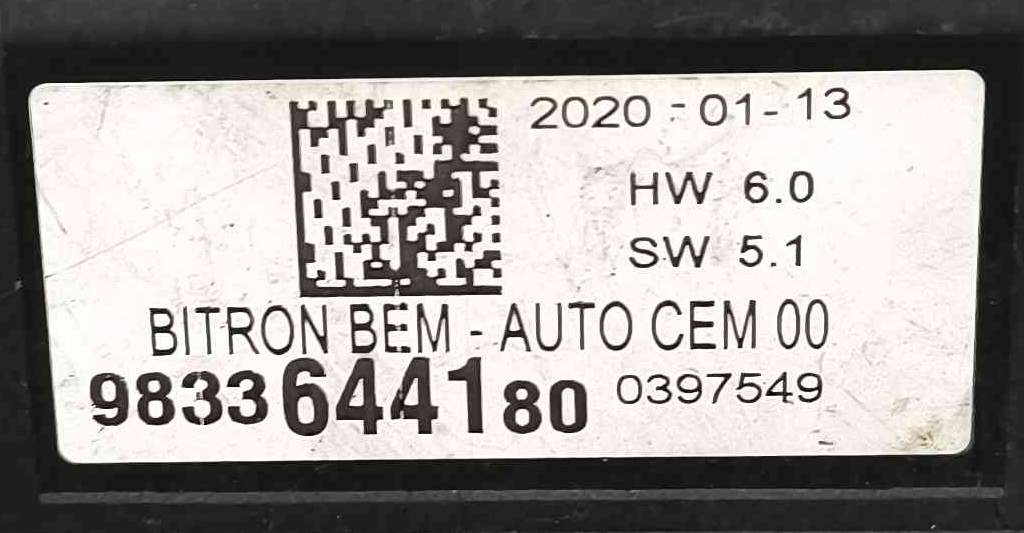 2020-01-13
HW 6.0
SW 5.1
BITRON BEM - AUTO CEM 00
9833644180 0397549